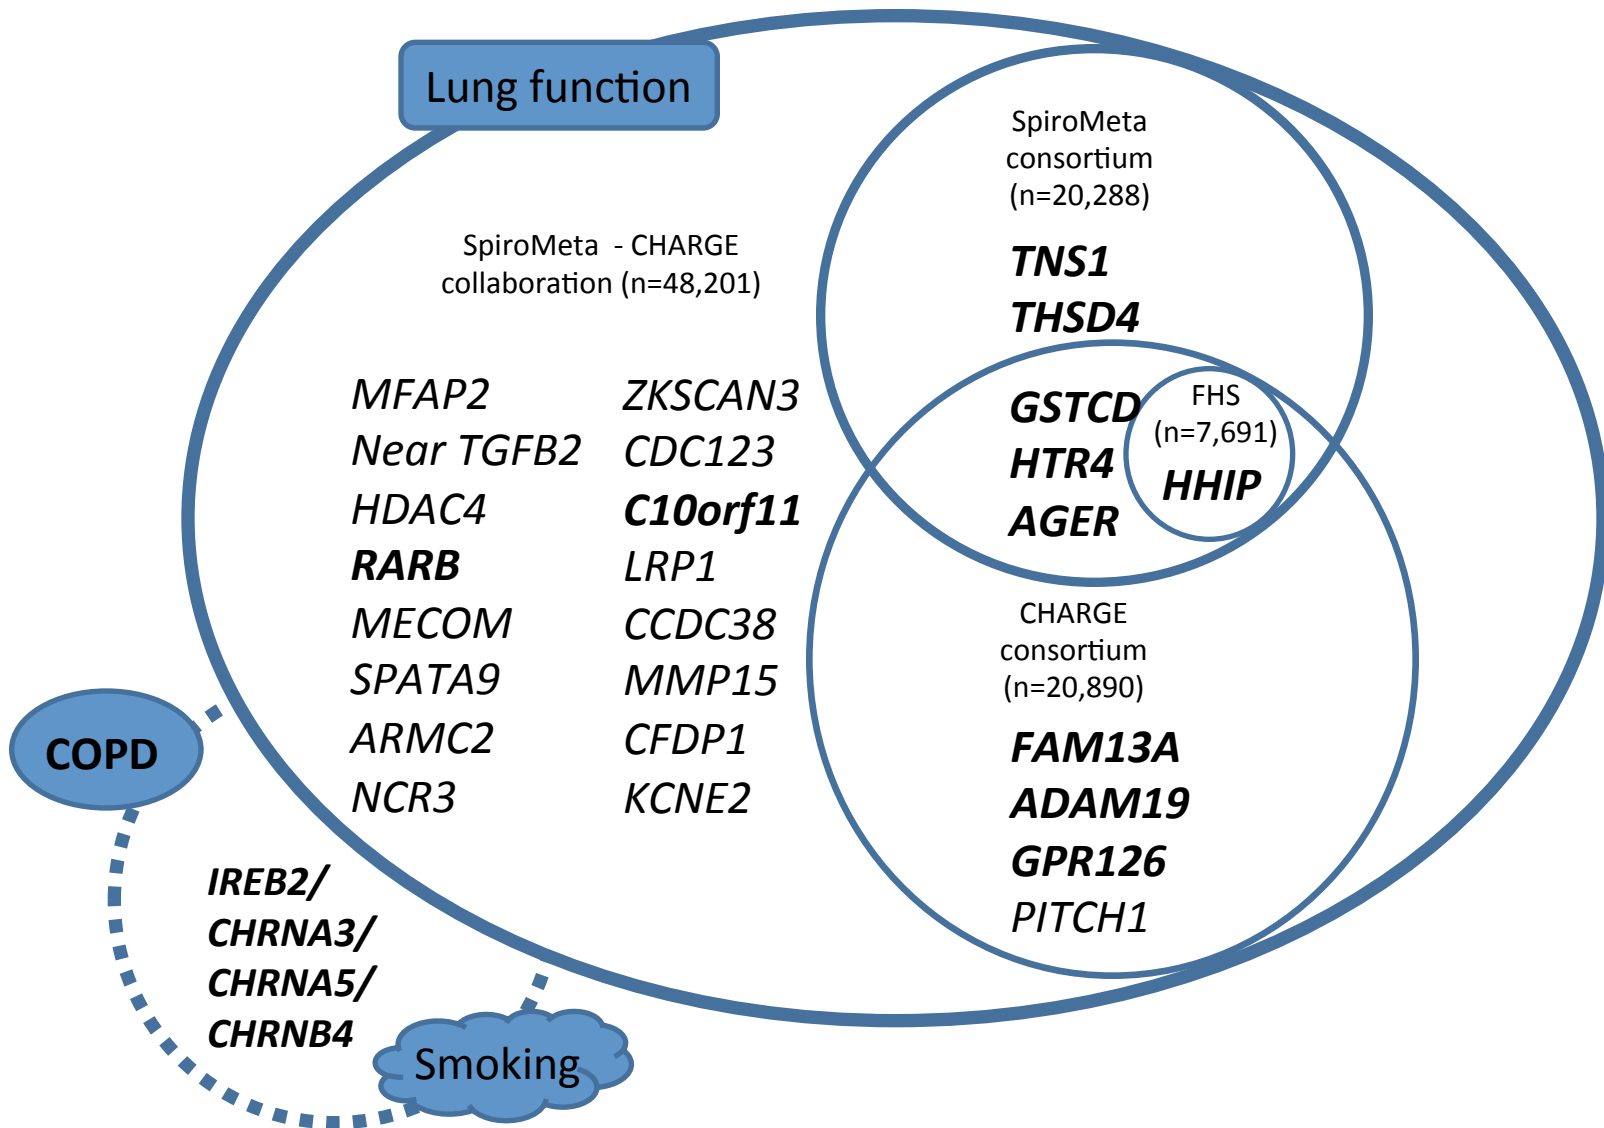 Lung function
SpiroMeta
consortium
(n=20,288)
TNS1
THSD4
SpiroMeta - CHARGE
collaboration (n=48,201)
MFAP2
Near TGFB2
HDAC4
RARB
MECOM
SPATA9
ARMC2
NCR3
ZKSCAN3
CDC123
C10orf11
LRP1
CCDC38
MMP15
CFDP1
KCNE2
GSTCD
HTR4
AGER
FHS
(n=7,691)
HHIP
CHARGE
consortium
(n=20,890)
FAM13A
ADAM19
GPR126
PITCH1
COPD
IREB2/
CHRNA3/
CHRNA5/
CHRNB4
Smoking